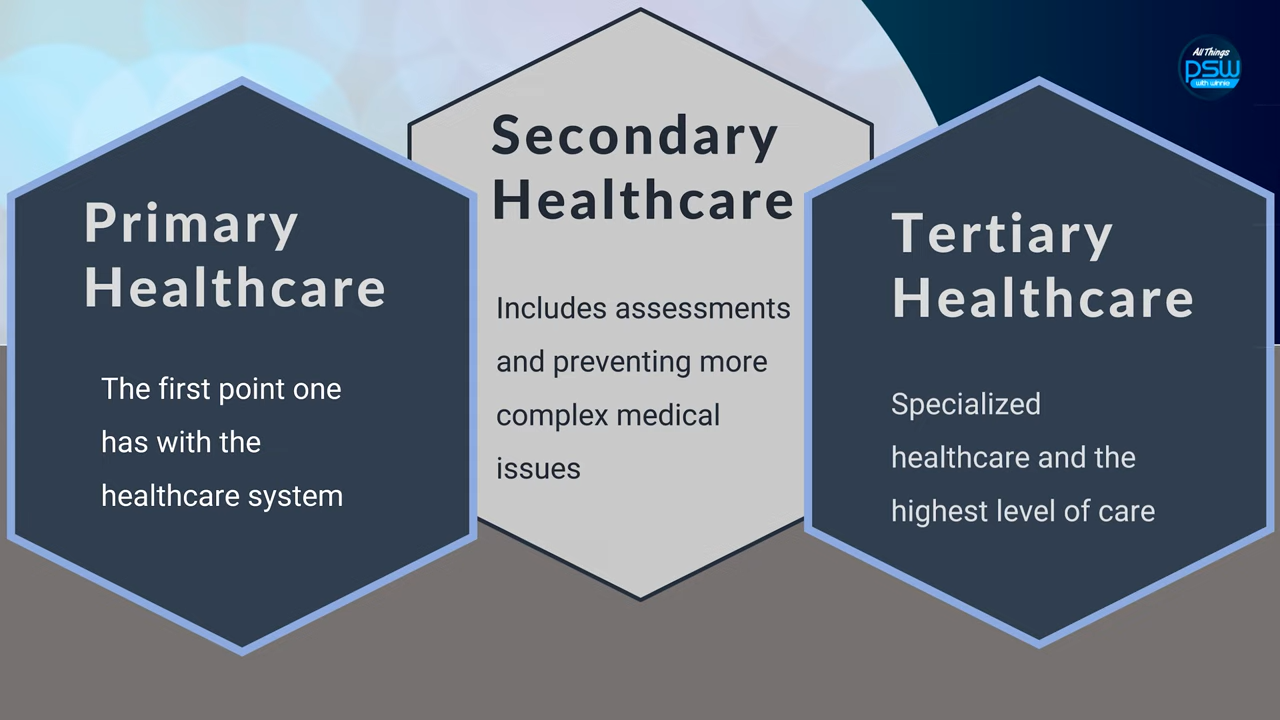 Primary
Healthcare
The first point one
has with the
healthcare system
Secondary
Healthcare
Includes assessments
and preventing more
complex medical
issues
Tertiary
Healthcare
Specialized
healthcare and the
highest level of care
All Things
psw
with winnie